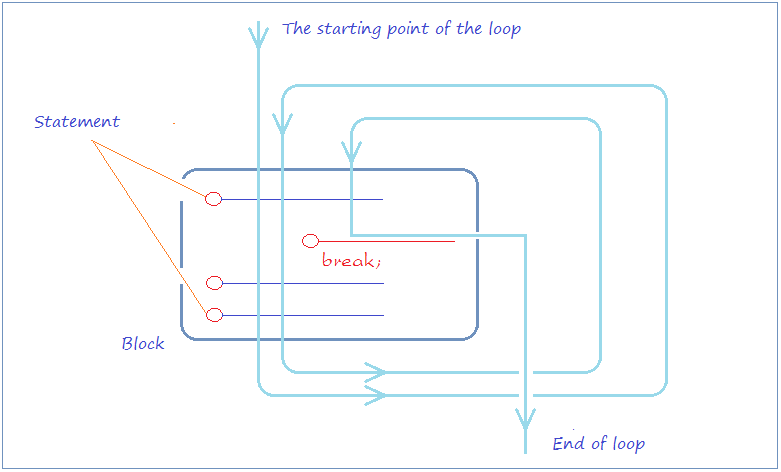 The starting point of the loop
Statement
break;
Block
End of loop